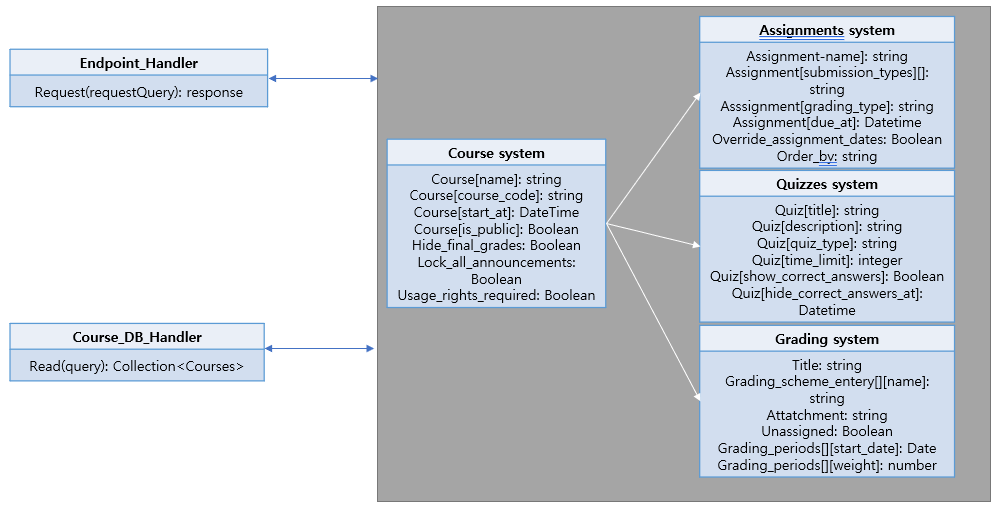 Endpoint_Handler
Request(requestQuery): response
Course_DB_Handler
Read(query): Collection<Courses>
Course system
Course[name]: string
Course[course_code]: string
Course[start_at]: DateTime
Course[is_public]: Boolean
Hide_final_grades: Boolean
Lock_all_announcements:
Boolean
Usage_rights_required: Boolean
Assignments system
Assignment-name]: string
Assignment[submission_types][]:
string
Asssignment[grading_type]: string
Assignment[due_at]: Datetime
Override_assignment_dates: Boolean
Order_by: string
Quizzes system
Quiz[title]: string
Quiz[description]: string
Quiz[quiz_type]: string
Quiz[time_limit]: integer
Quiz[show_correct_answers]: Boolean
Quiz[hide_correct_answers_at]:
Datetime
Grading system
Title: string
Grading_scheme_entery[][name]:
string
Attatchment: string
Unassigned: Boolean
Grading_periods[][start_date]: Date
Grading_periods[][weight]: number